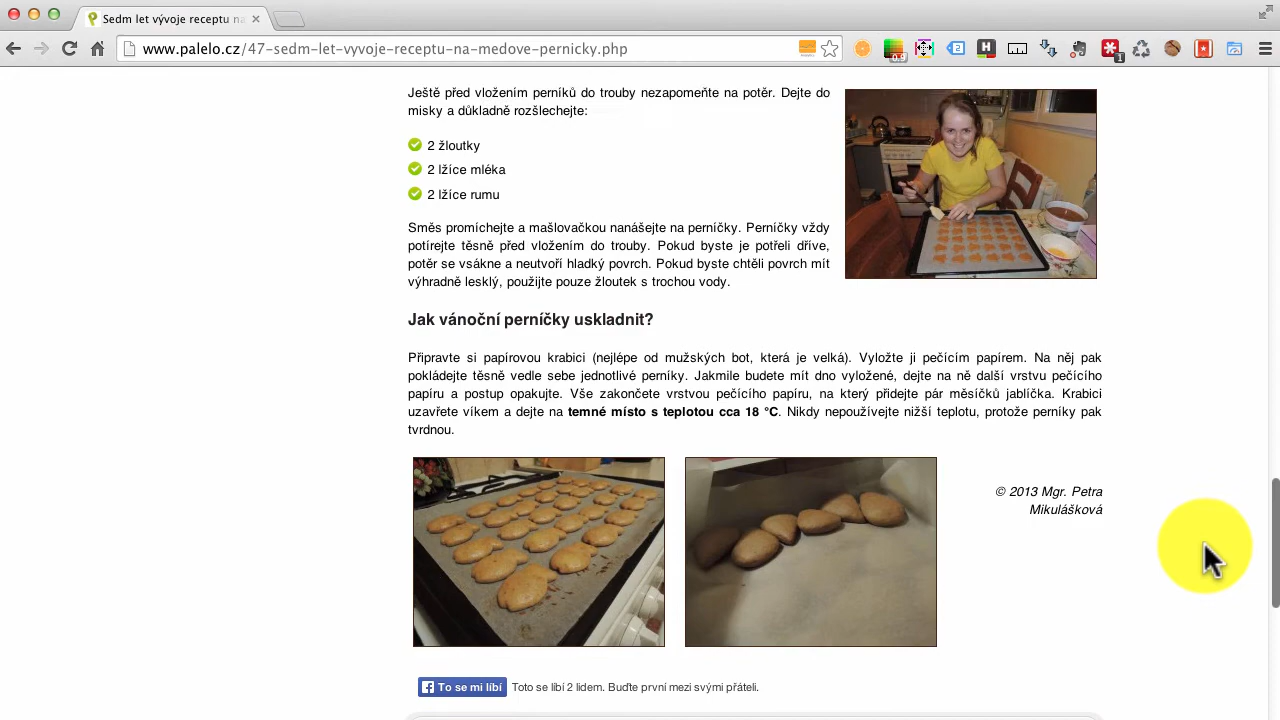 Sedm let vývoje receptu na
www.palelo.cz/47-sedm-let-vyvoje-receptu-na-medove-pernicky.php
0.9
2
H
1
Ještě před vložením perníků do trouby nezapomeňte na potěr. Dejte do
misky a důkladně rozšlechejte:
2 žloutky
2 lžíce mléka
2 lžíce rumu
Směs promíchejte a mašlovačkou nanášejte na perníčky. Perníčky vždy
potírejte těsně před vložením do trouby. Pokud byste je potřeli dříve,
potěr se vsákne a neutvoří hladký povrch. Pokud byste chtěli povrch mít
výhradně lesklý, použijte pouze žloutek s trochou vody.
Jak vánoční perníčky uskladnit?
Připravte si papírovou krabici (nejlépe od mužských bot, která je velká). Vyložte ji pečícím papírem. Na něj pak
pokládejte těsně vedle sebe jednotlivé perníky. Jakmile budete mít dno vyložené, dejte na ně další vrstvu pečícího
papíru a postup opakujte. Vše zakončete vrstvou pečícího papíru, na který přidejte pár měsíčků jablíčka. Krabici
uzavřete víkem a dejte na temné místo s teplotou cca 18 °C. Nikdy nepoužívejte nižší teplotu, protože perníky pak
tvrdnou.
© 2013 Mgr. Petra
Mikulášková
To se mi líbí Toto se líbí 2 lidem. Buďte první mezi svými přáteli.